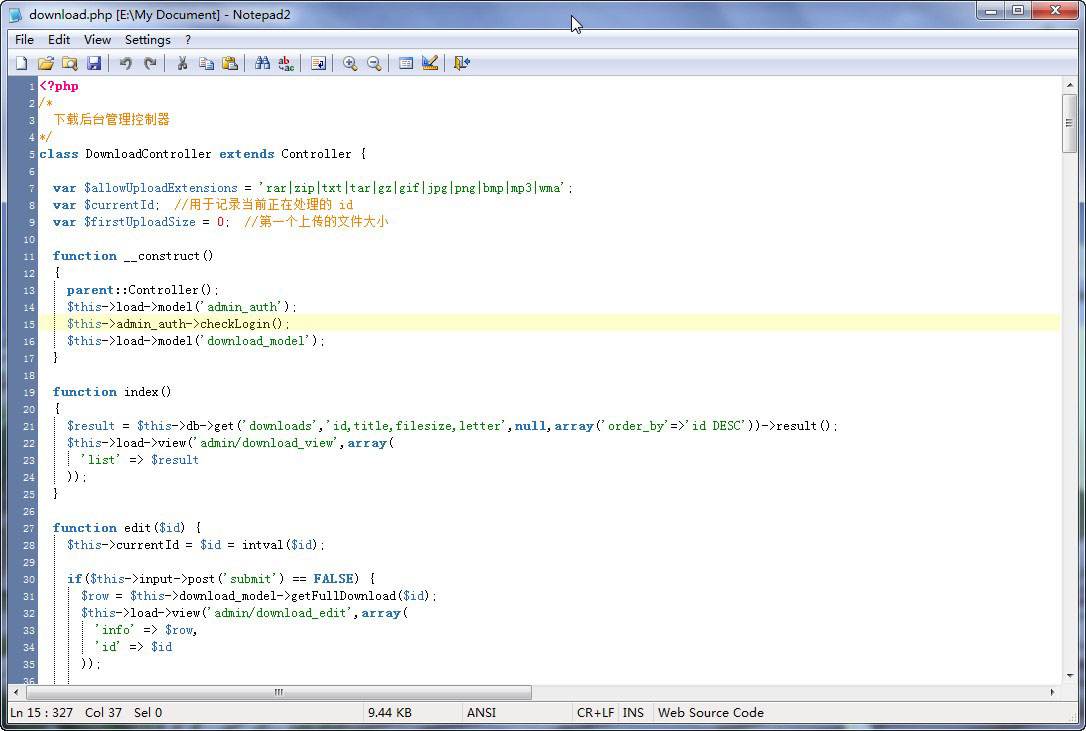 download.php [E:\My Document] - Notepad2
File Edit View Settings ?
1 <?php
2 /*
3 下载后台管理控制器
4 */
5 class DownloadController extends Controller {
6
7 var $allowUploadExtensions = 'rar|zip|txt|tar|gz|gif|jpg|png|bmp|mp3|wma';
8 var $currentId; //用于记录当前正在处理的 id
9 var $firstUploadSize = 0; //第一个上传的文件大小
10
11 function __construct()
12 {
13 parent::Controller();
14 $this->load->model('admin_auth');
15 $this->admin_auth->checkLogin();
16 $this->load->model('download_model');
17 }
18
19 function index()
20 {
21 $result = $this->db->get('downloads','id,title,filesize,letter',null,array('order_by'=>'id DESC'))->result();
22 $this->load->view('admin/download_view',array(
23 'list' => $result
24 ));
25 }
26
27 function edit($id) {
28 $this->currentId = $id = intval($id);
29
30 if($this->input->post('submit') == FALSE) {
31 $row = $this->download_model->getFullDownload($id);
32 $this->load->view('admin/download_edit',array(
33 'info' => $row,
34 'id' => $id
35 ));
36
Ln 15 : 327 Col 37 Sel 0 9.44 KB ANSI CR+LF INS Web Source Code